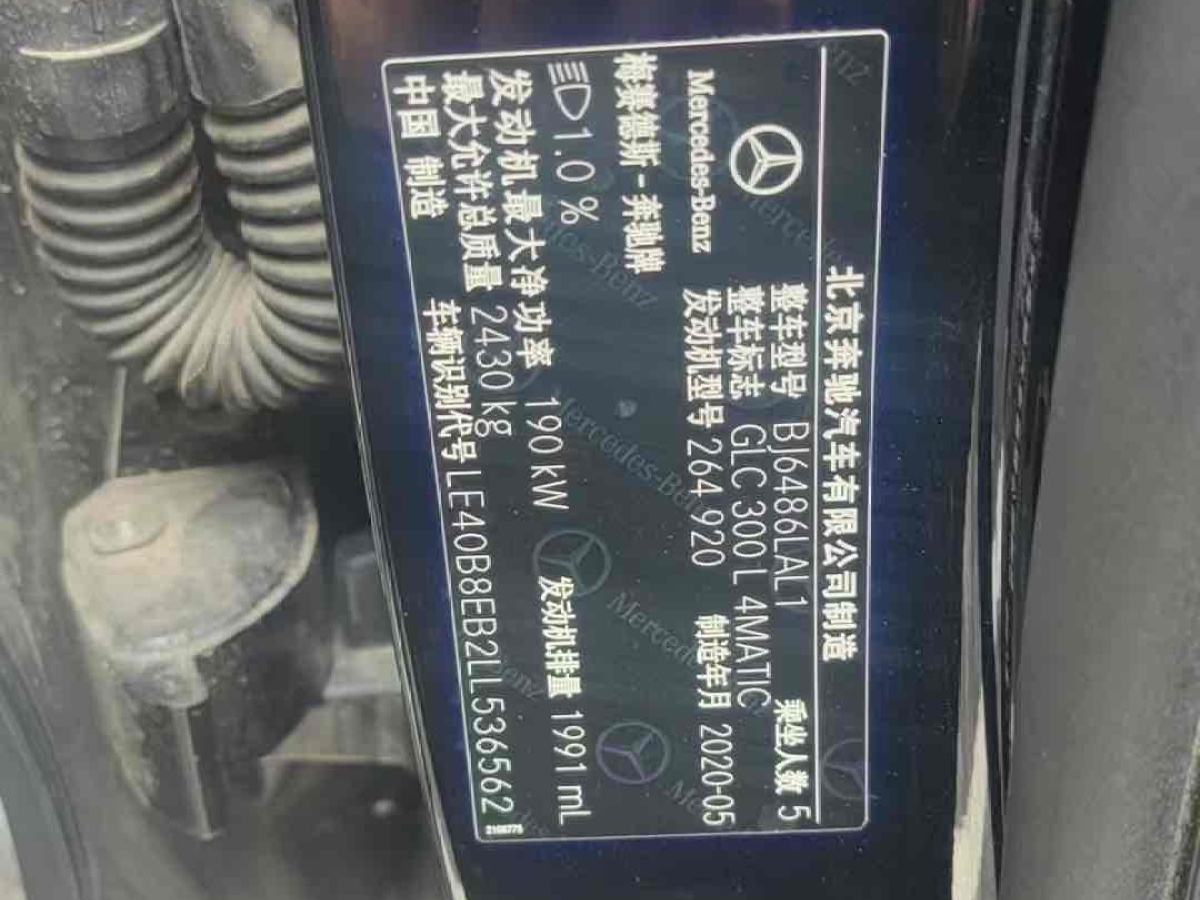 北京奔驰汽车有限公司制造
Mercedes-Benz
整车型号 BJ6486LAL1 乘坐人数 5
整车标志 GLC 300 L 4MATIC
发动机型号 264 920 制造年月 2020-05
梅赛德斯-奔驰牌
1.0 %
发动机最大净功率 190 kW 发动机排量 1991 mL
最大允许总质量 2430 kg
中国 制造 车辆识别代号 LE40B8EB2LL536562